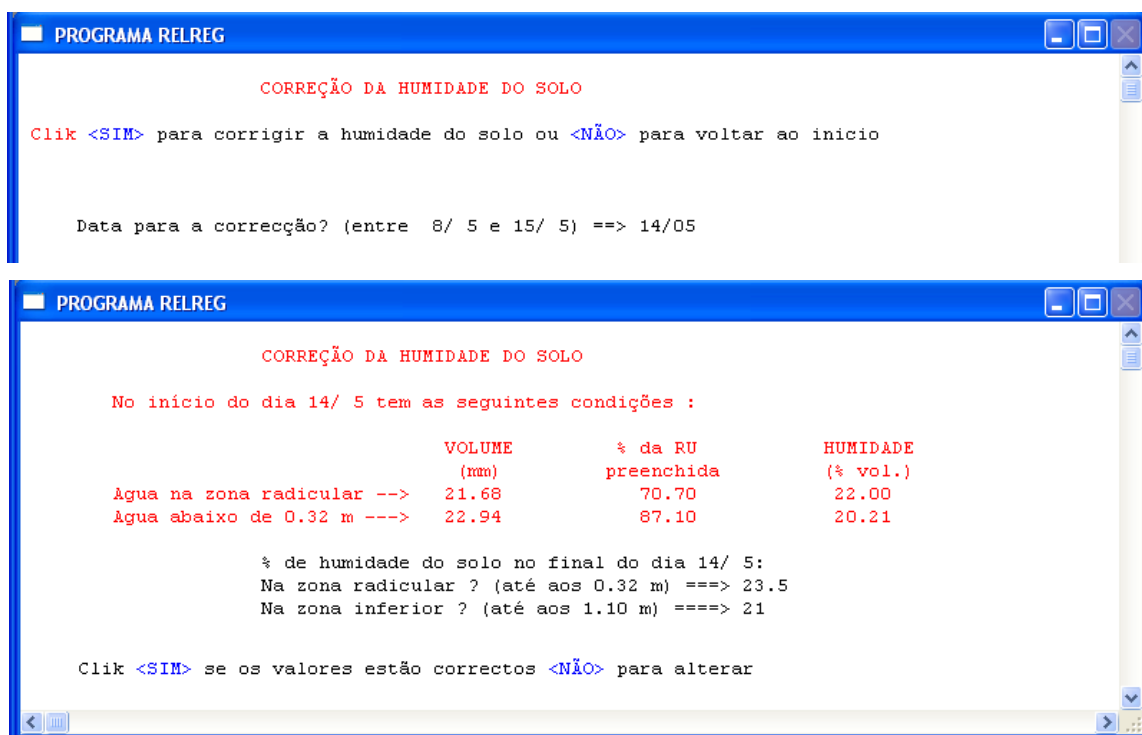 PROGRAMA RELREG
CORREÇÃO DA HUMIDADE DO SOLO
Clik <SIM> para corrigir a humidade do solo ou <NÃO> para voltar ao inicio
Data para a correcção? (entre 8/ 5 e 15/ 5) ==> 14/05
PROGRAMA RELREG
CORREÇÃO DA HUMIDADE DO SOLO
No início do dia 14/ 5 tem as seguintes condições :
VOLUME % da RU HUMIDADE
(mm) preenchida (% vol.)
Agua na zona radicular --> 21.68 70.70 22.00
Agua abaixo de 0.32 m ---> 22.94 87.10 20.21
% de humidade do solo no final do dia 14/ 5:
Na zona radicular ? (até aos 0.32 m) ===> 23.5
Na zona inferior ? (até aos 1.10 m) ====> 21
Clik <SIM> se os valores estão correctos <NÃO> para alterar